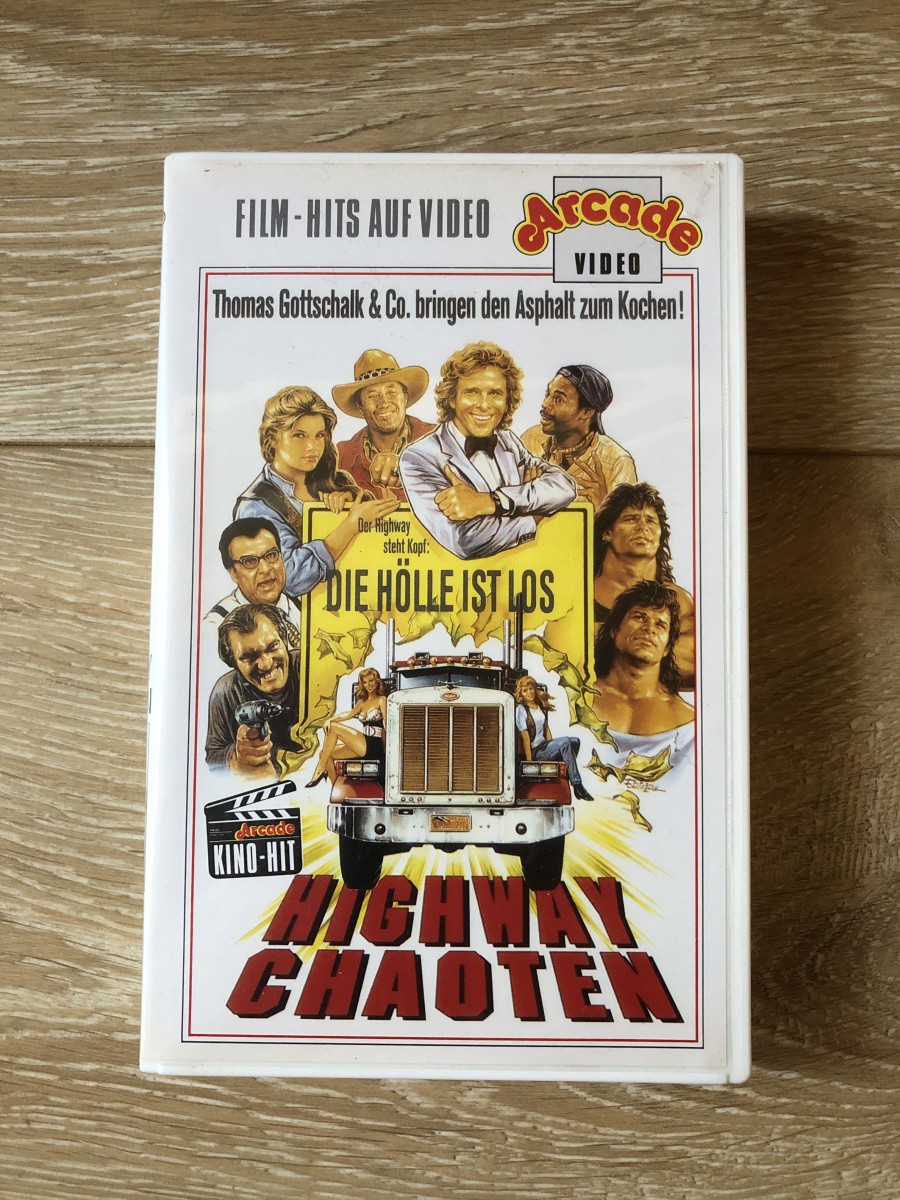 FILM-HITS AUF VIDEO
Arcade
VIDEO
Thomas Gottschalk & Co. bringen den Asphalt zum Kochen!
Der Highway
steht Kopf:
DIE HÖLLE IST LOS
Arcade
KINO-HIT
HIGHWAY
CHAOTEN